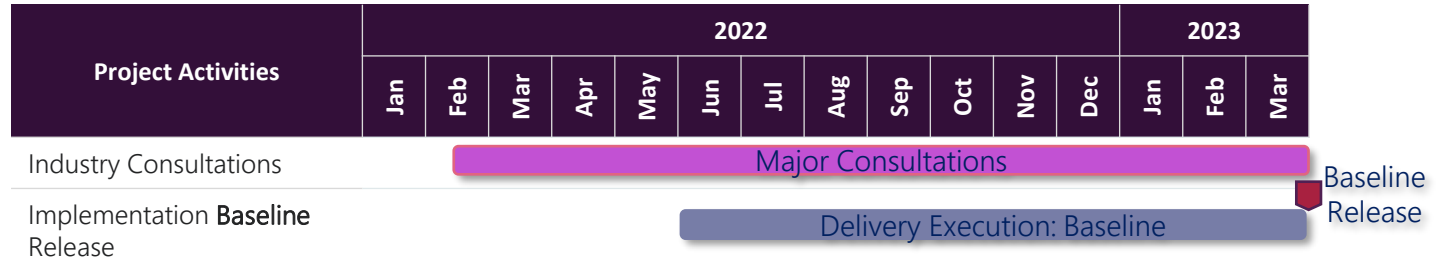 Project Activities
2022
2023
Jan
Feb
Mar
Apr
May
Jun
Jul
Aug
Sep
Oct
Nov
Dec
Jan
Feb
Mar
Industry Consultations
Major Consultations
Baseline
Release
Implementation Baseline
Release
Delivery Execution: Baseline